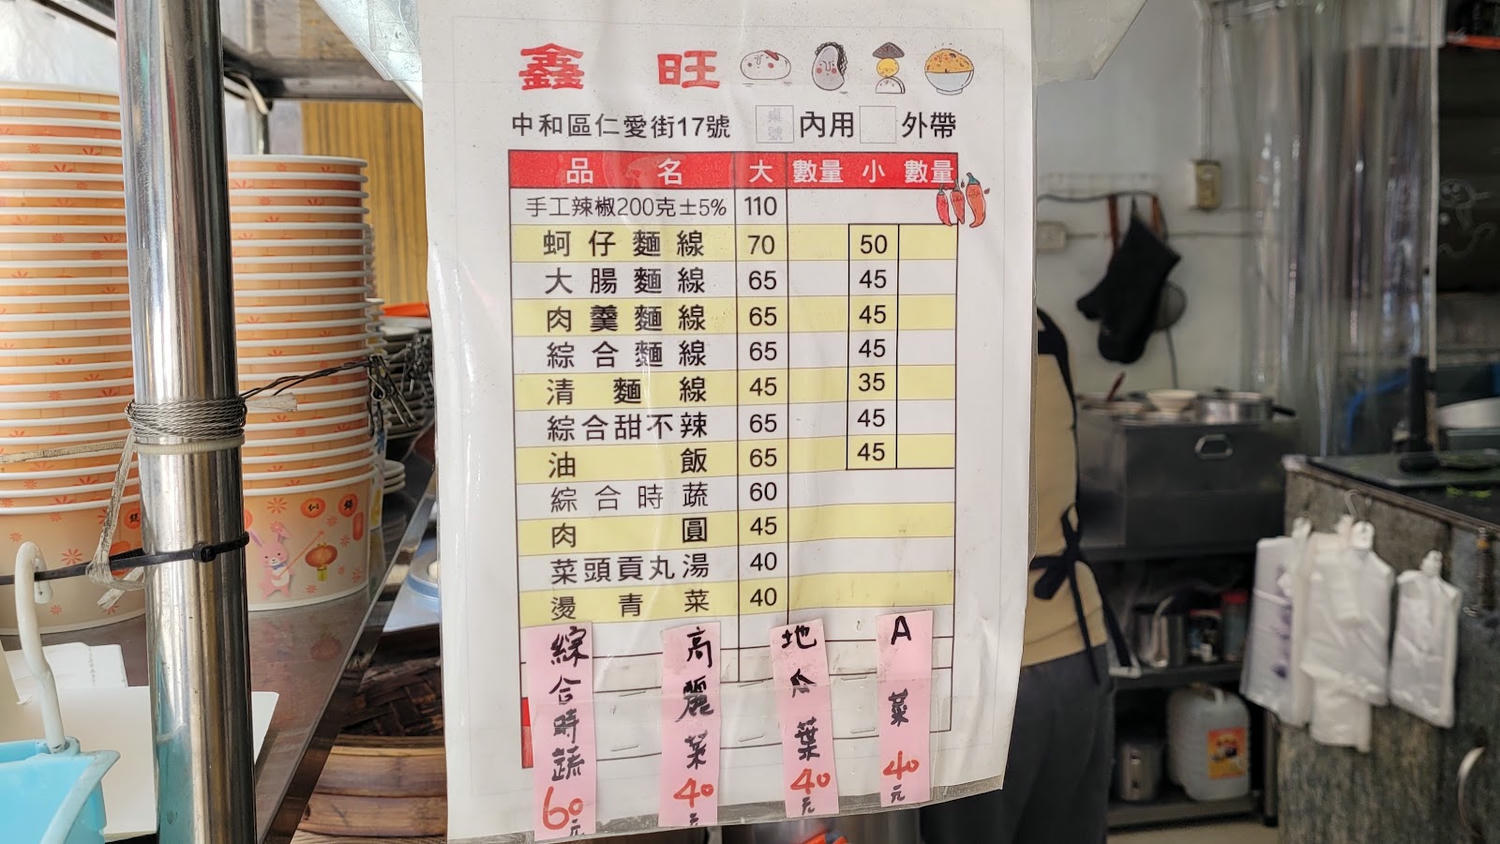 鑫 旺
中和區仁愛街17號 桌號 內用 外帶
品 名 大 數量 小 數量
手工辣椒200克±5% 110
蚵仔麵線 70 50
大腸麵線 65 45
肉羹麵線 65 45
綜合麵線 65 45
清麵線 45 35
綜合甜不辣 65 45
油飯 65 45
綜合時蔬 60
肉圓 45
菜頭貢丸湯 40
燙青菜 40
綜合時蔬 60元
高麗菜 40元
地瓜葉 40元
A菜 40元